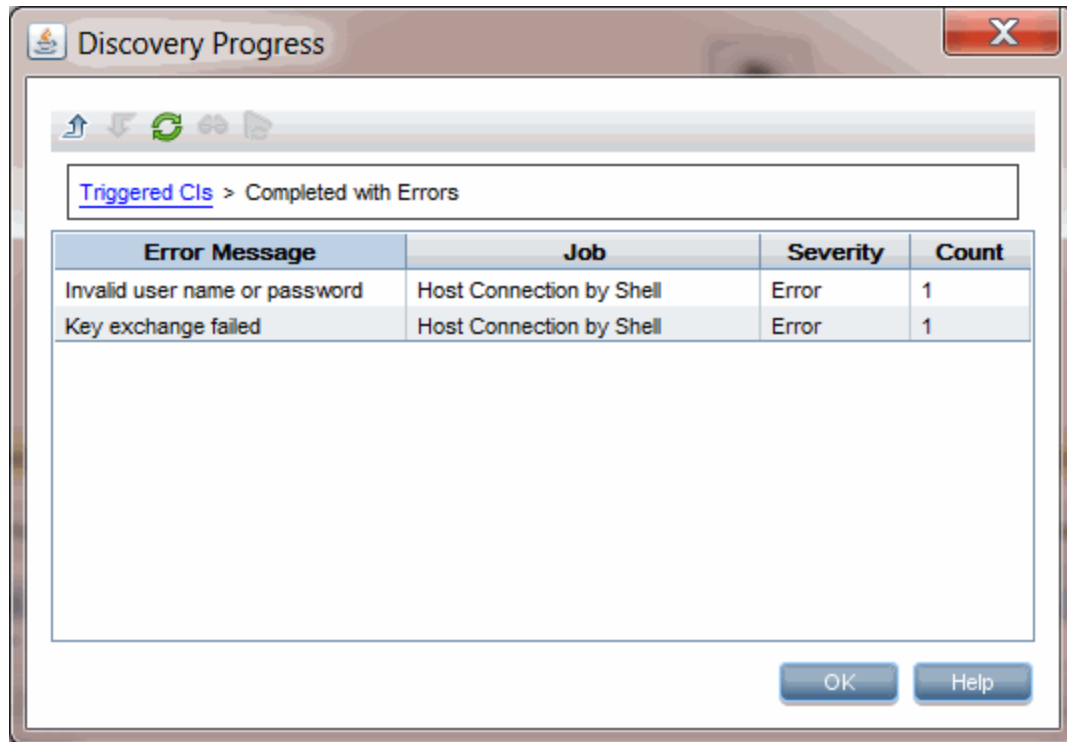 Discovery Progress
Triggered CIs > Completed with Errors
Error Message Job Severity Count
Invalid user name or password Host Connection by Shell Error 1
Key exchange failed Host Connection by Shell Error 1
OK Help